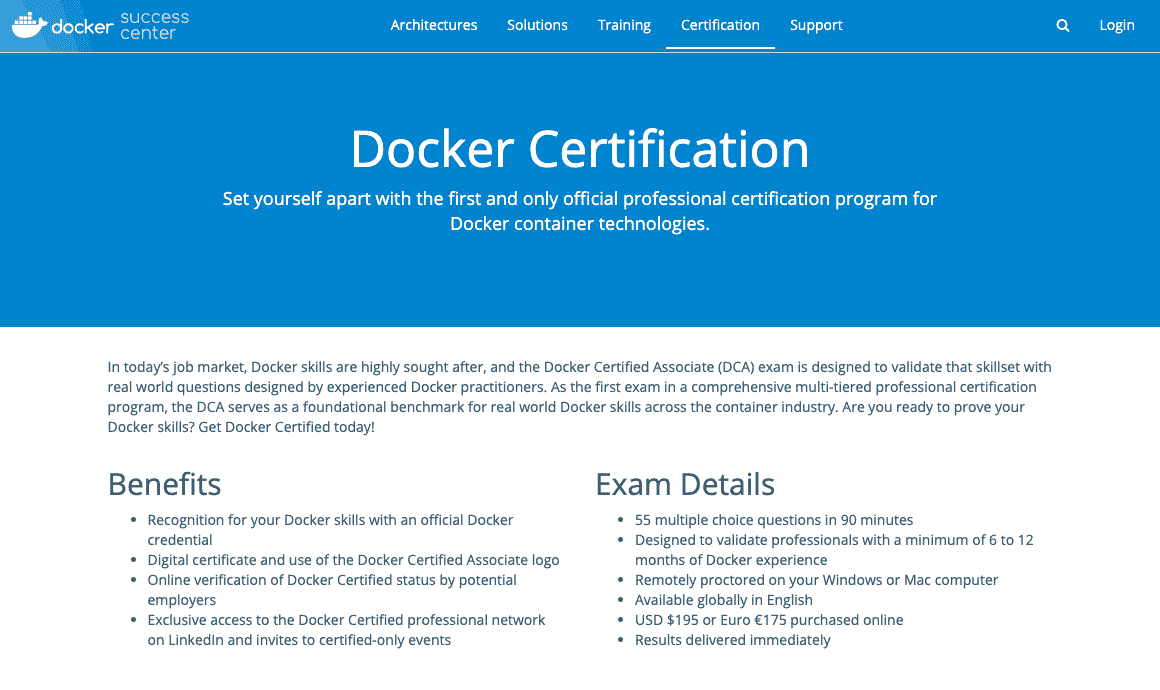 docker success center
Architectures
Solutions
Training
Certification
Support
Login
Docker Certification
Set yourself apart with the first and only official professional certification program for
Docker container technologies.
In today’s job market, Docker skills are highly sought after, and the Docker Certified Associate (DCA) exam is designed to validate that skillset with
real world questions designed by experienced Docker practitioners. As the first exam in a comprehensive multi-tiered professional certification
program, the DCA serves as a foundational benchmark for real world Docker skills across the container industry. Are you ready to prove your
Docker skills? Get Docker Certified today!
Benefits
• Recognition for your Docker skills with an official Docker
credential
• Digital certificate and use of the Docker Certified Associate logo
• Online verification of Docker Certified status by potential
employers
• Exclusive access to the Docker Certified professional network
on LinkedIn and invites to certified-only events
Exam Details
• 55 multiple choice questions in 90 minutes
• Designed to validate professionals with a minimum of 6 to 12
months of Docker experience
• Remotely proctored on your Windows or Mac computer
• Available globally in English
• USD $195 or Euro €175 purchased online
• Results delivered immediately